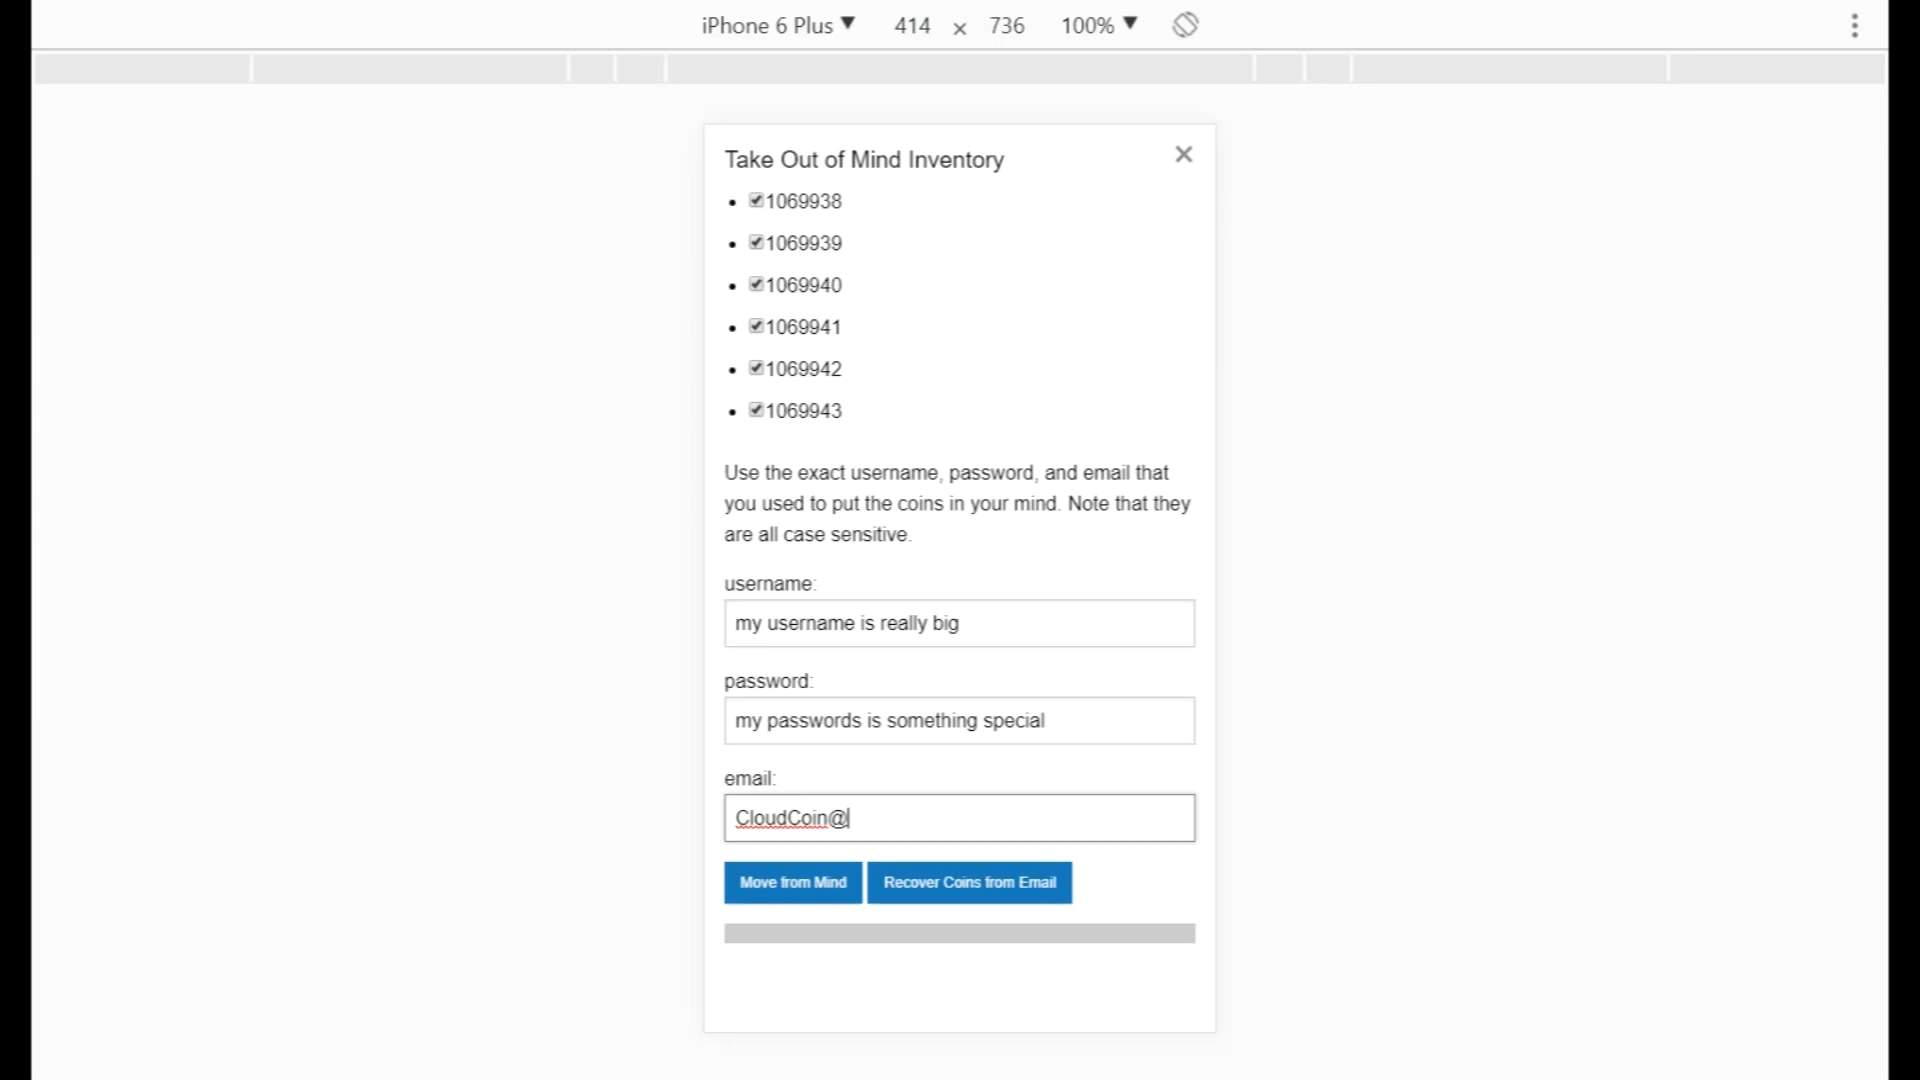 iPhone 6 Plus ▼ 414 × 736 100% ▼
Take Out of Mind Inventory ×
• 1069938
• 1069939
• 1069940
• 1069941
• 1069942
• 1069943
Use the exact username, password, and email that
you used to put the coins in your mind. Note that they
are all case sensitive.
username:
my username is really big
password:
my passwords is something special
email:
CloudCoin@
Move from Mind Recover Coins from Email